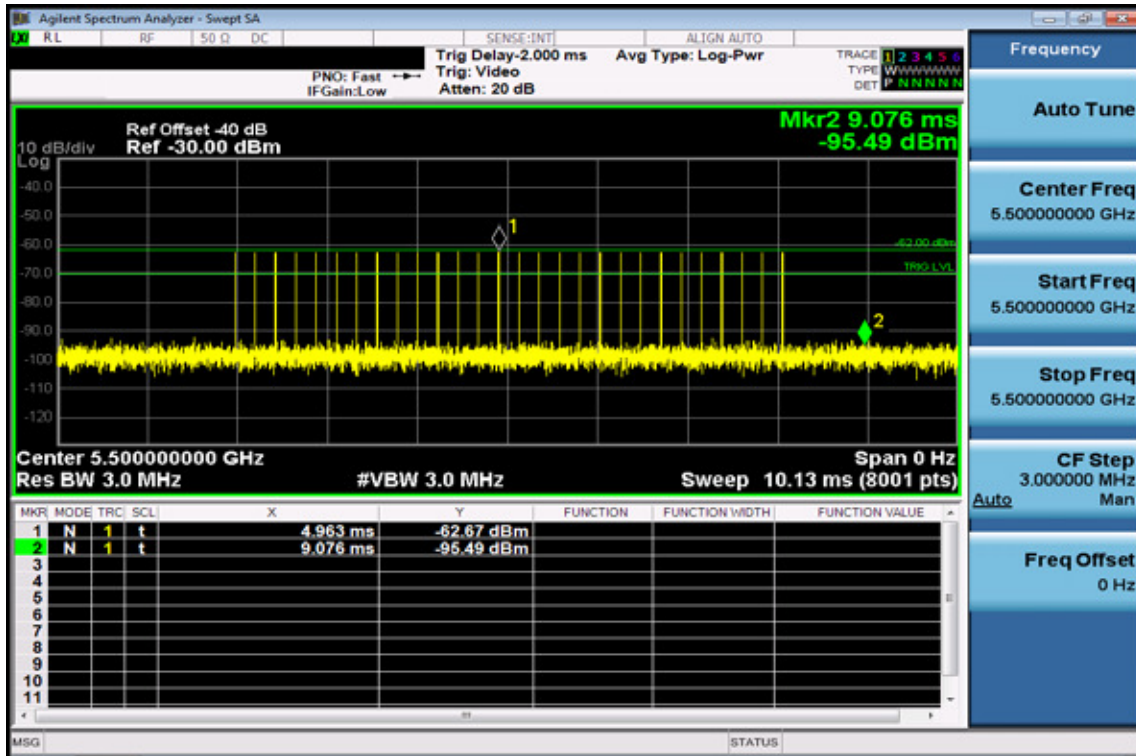 Agilent Spectrum Analyzer - Swept SA
RL RF 50 Ω DC SENSE:INT ALIGN AUTO
Trig Delay-2.000 ms Avg Type: Log-Pwr TRACE 1 2 3 4 5 6
PNO: Fast Trig: Video TYPE WWWWWWW
IFGain:Low Atten: 20 dB DET P N N N N N
Mkr2 9.076 ms
-95.49 dBm
Ref Offset -40 dB
10 dB/div Ref -30.00 dBm
Log
-40.0
-50.0
1
-60.0 -62.00 dBm
-70.0 TRIG LVL
-80.0
-90.0 2
-100
-110
-120
Center 5.500000000 GHz Span 0 Hz
Res BW 3.0 MHz #VBW 3.0 MHz Sweep 10.13 ms (8001 pts)
MKR MODE TRC SCL X Y FUNCTION FUNCTION WIDTH FUNCTION VALUE
1 N 1 t 4.963 ms -62.67 dBm
2 N 1 t 9.076 ms -95.49 dBm
3
4
5
6
7
8
9
10
11
MSG STATUS
Frequency
Auto Tune
Center Freq
5.500000000 GHz
Start Freq
5.500000000 GHz
Stop Freq
5.500000000 GHz
CF Step
3.000000 MHz
Auto Man
Freq Offset
0 Hz